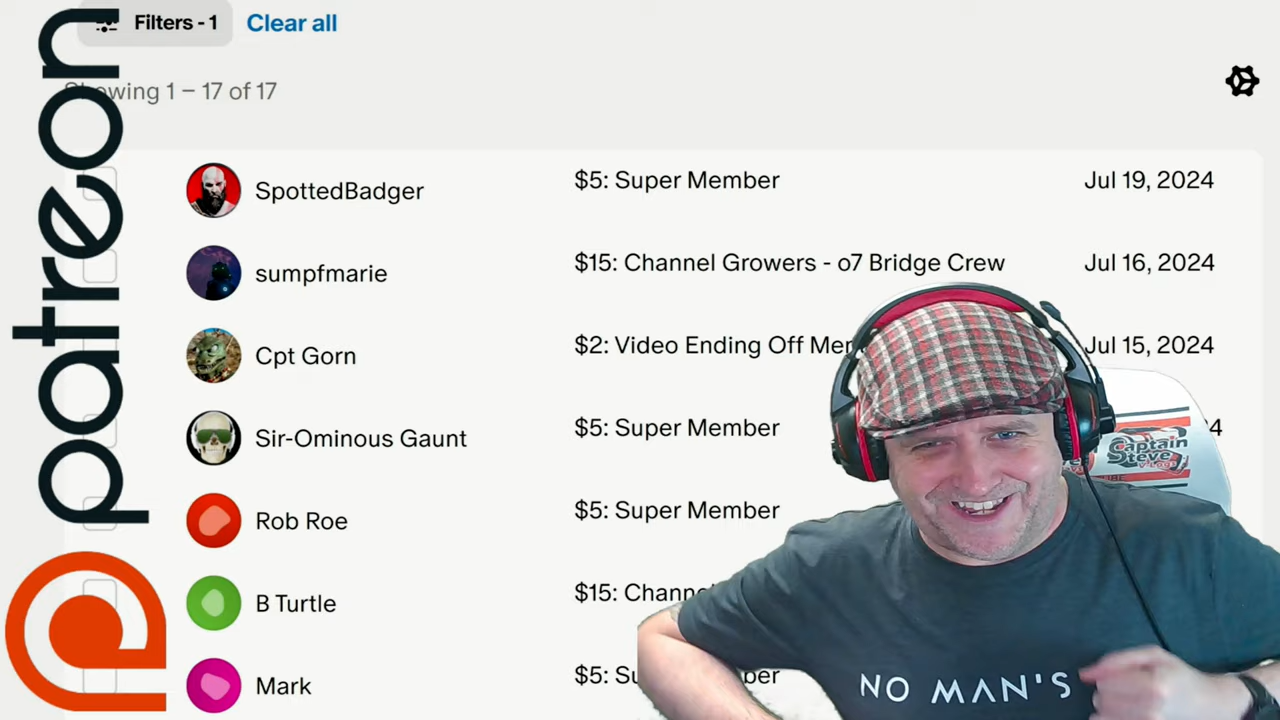 patreon
Filters - 1 Clear all
Showing 1 – 17 of 17
SpottedBadger $5: Super Member Jul 19, 2024
sumpfmarie $15: Channel Growers - o7 Bridge Crew Jul 16, 2024
Cpt Gorn $2: Video Ending Off Mem Jul 15, 2024
Sir-Ominous Gaunt $5: Super Member 4
Rob Roe $5: Super Member
B Turtle $15: Channe
Mark $5: Su ber
Captain
Steve
VLOGS
NO MAN'S